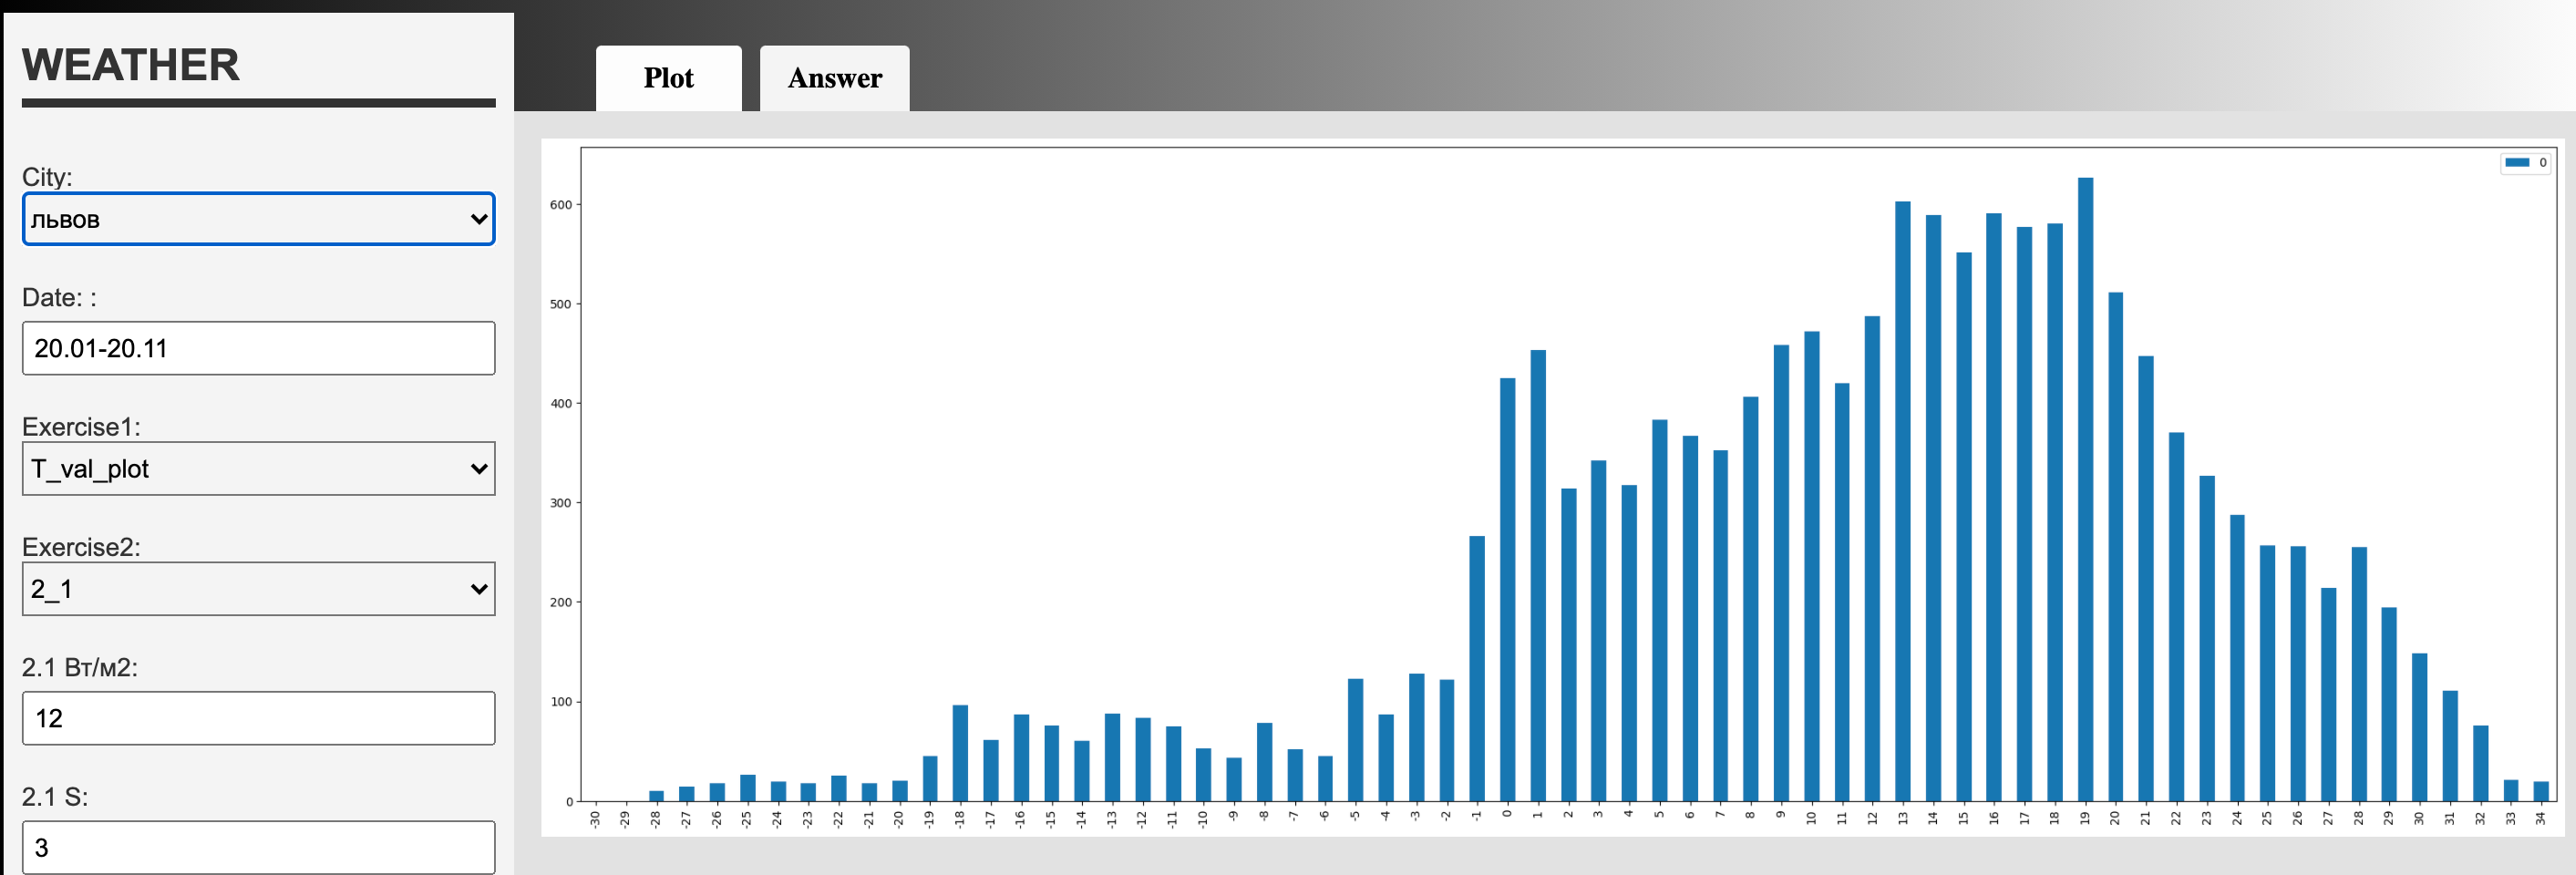 WEATHER
City:
львов
Date: :
20.01-20.11
Exercise1:
T_val_plot
Exercise2:
2_1
2.1 Вт/м2:
12
2.1 S:
3
Plot Answer
0
600
500
400
300
200
100
0
-30 -29 -28 -27 -26 -25 -24 -23 -22 -21 -20 -19 -18 -17 -16 -15 -14 -13 -12 -11 -10 -9 -8 -7 -6 -5 -4 -3 -2 -1 0 1 2 3 4 5 6 7 8 9 10 11 12 13 14 15 16 17 18 19 20 21 22 23 24 25 26 27 28 29 30 31 32 33 34